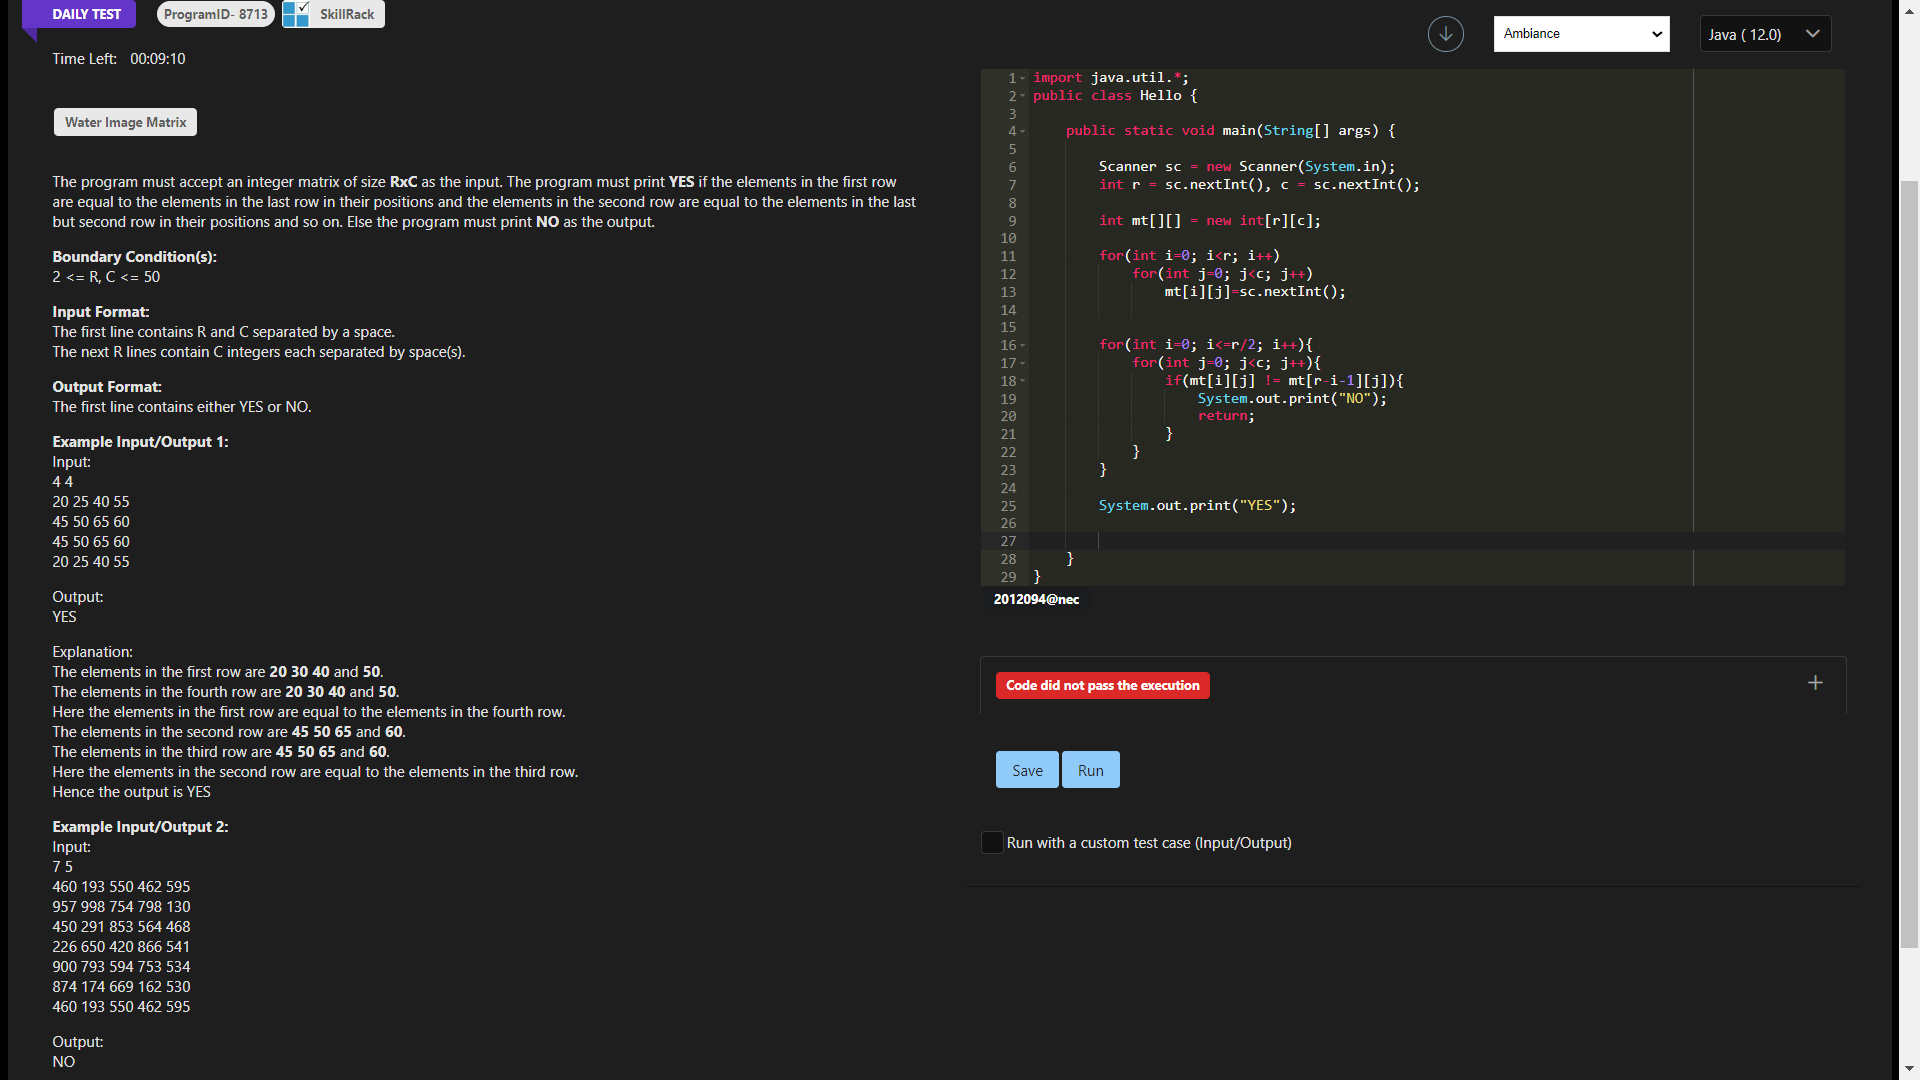 DAILY TEST
ProgramID- 8713
SkillRack
Time Left: 00:09:10
Water Image Matrix
The program must accept an integer matrix of size RxC as the input. The program must print YES if the elements in the first row
are equal to the elements in the last row in their positions and the elements in the second row are equal to the elements in the last
but second row in their positions and so on. Else the program must print NO as the output.
Boundary Condition(s):
2 <= R, C <= 50
Input Format:
The first line contains R and C separated by a space.
The next R lines contain C integers each separated by space(s).
Output Format:
The first line contains either YES or NO.
Example Input/Output 1:
Input:
4 4
20 25 40 55
45 50 65 60
45 50 65 60
20 25 40 55
Output:
YES
Explanation:
The elements in the first row are 20 30 40 and 50.
The elements in the fourth row are 20 30 40 and 50.
Here the elements in the first row are equal to the elements in the fourth row.
The elements in the second row are 45 50 65 and 60.
The elements in the third row are 45 50 65 and 60.
Here the elements in the second row are equal to the elements in the third row.
Hence the output is YES
Example Input/Output 2:
Input:
7 5
460 193 550 462 595
957 998 754 798 130
450 291 853 564 468
226 650 420 866 541
900 793 594 753 534
874 174 669 162 530
460 193 550 462 595
Output:
NO
Ambiance
Java ( 12.0)
1 import java.util.*;
2 public class Hello {
3
4 public static void main(String[] args) {
5
6 Scanner sc = new Scanner(System.in);
7 int r = sc.nextInt(), c = sc.nextInt();
8
9 int mt[][] = new int[r][c];
10
11 for(int i=0; i<r; i++)
12 for(int j=0; j<c; j++)
13 mt[i][j]=sc.nextInt();
14
15
16 for(int i=0; i<=r/2; i++){
17 for(int j=0; j<c; j++){
18 if(mt[i][j] != mt[r-i-1][j]){
19 System.out.print("NO");
20 return;
21 }
22 }
23 }
24
25 System.out.print("YES");
26
27
28 }
29 }
2012094@nec
Code did not pass the execution
Save
Run
Run with a custom test case (Input/Output)